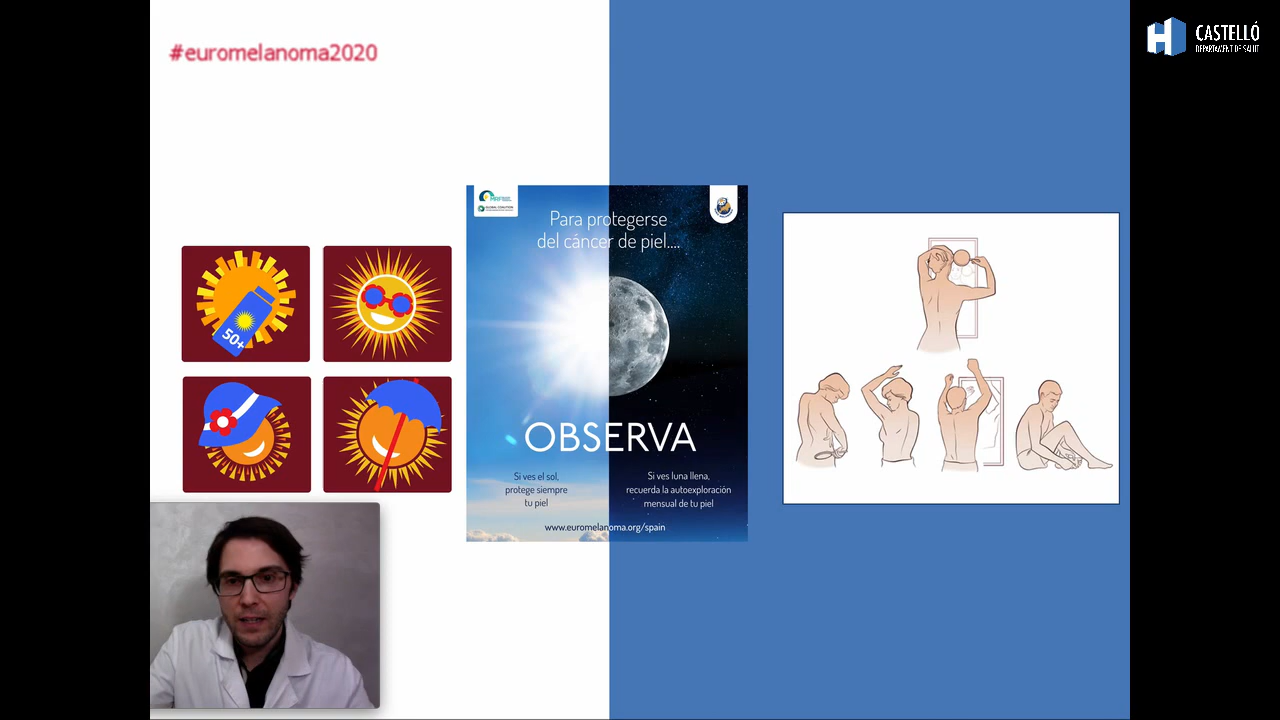 #euromelanoma2020
CASTELLÓ
DEPARTAMENT DE SALUT
Para protegerse
del cáncer de piel....
50+
OBSERVA
Si ves el sol,
protege siempre
tu piel
Si ves luna llena,
recuerda la autoexploración
mensual de tu piel
www.euromelanoma.org/spain